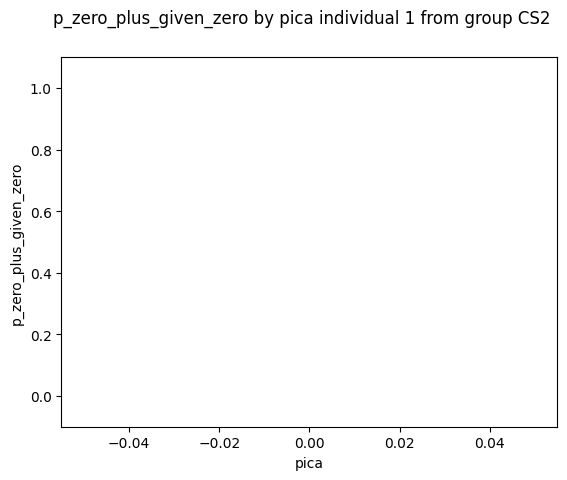 p_zero_plus_given_zero by pica individual 1 from group CS2
1.0
0.8
0.6
0.4
0.2
0.0
p_zero_plus_given_zero
−0.04 −0.02 0.00 0.02 0.04
pica